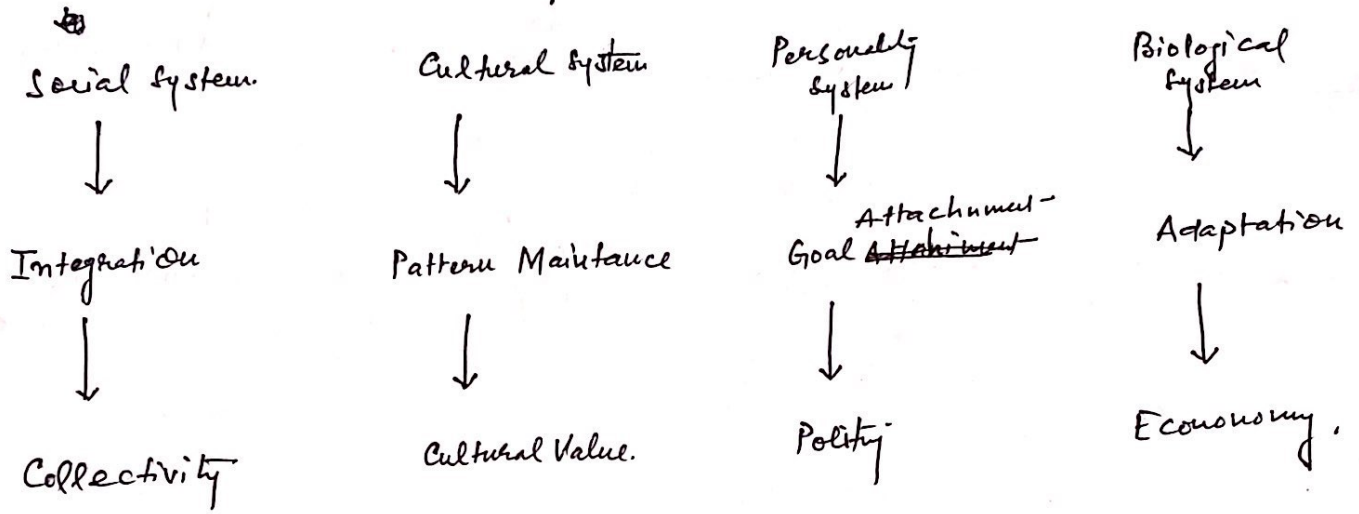 Social System.
Cultural System
Personality
System
Biological
System
Integration
Pattern Maintance
Attachment
Goal
Adaptation
Collectivity
Cultural Value.
Polity
Econonomy.